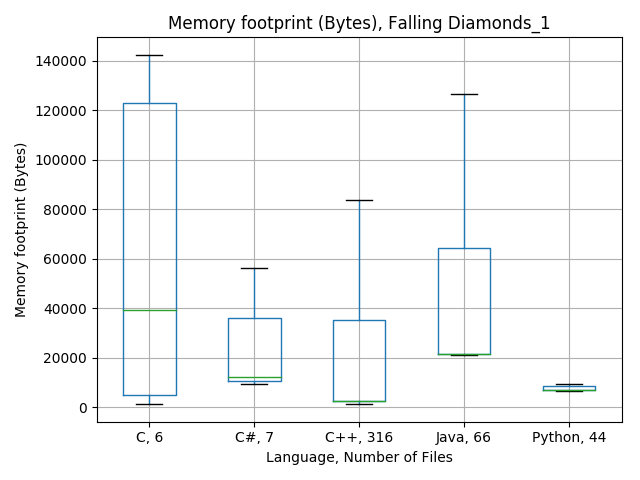 Memory footprint (Bytes), Falling Diamonds_1
Memory footprint (Bytes)
140000
120000
100000
80000
60000
40000
20000
0
C, 6
C#, 7
C++, 316
Java, 66
Python, 44
Language, Number of Files